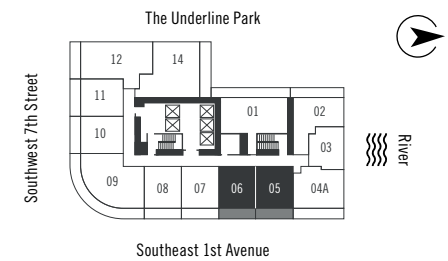 The Underline Park
12
14
11
01
02
10
03
09
08
07
06
05
04A
Southwest 7th Street
River
Southeast 1st Avenue